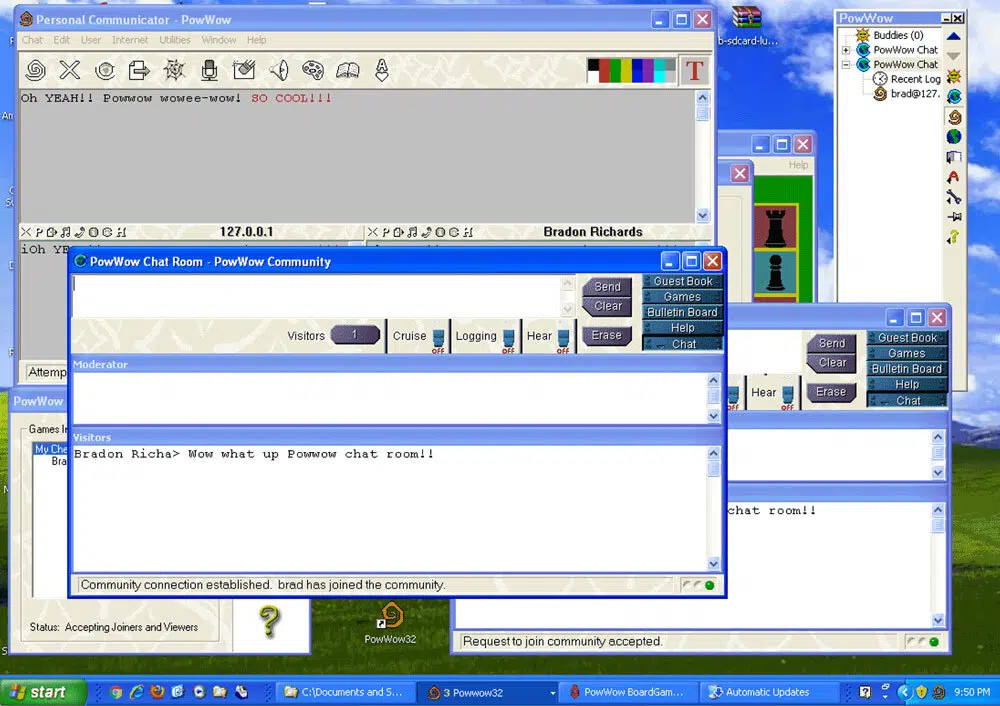 Personal Communicator - PowWow
Chat Edit User Internet Utilities Window Help
T
Oh YEAH!! Powwow wowee-wow! SO COOL!!!
127.0.0.1
Bradon Richards
iOh YE
Attemp
b-sdcard-lu...
PowWow
Buddies (0)
PowWow Chat
PowWow Chat
Recent Log
brad@127.
Help
PowWow Chat Room - PowWow Community
Send
Clear
Erase
Guest Book
Games
Bulletin Board
Help
Chat
Visitors 1 Cruise OFF Logging OFF Hear OFF
Moderator
Visitors
Bradon Richa> Wow what up Powwow chat room!!
Community connection established. brad has joined the community.
Send
Clear
Erase
Guest Book
Games
Bulletin Board
Help
Chat
OFF Hear OFF
chat room!!
Request to join community accepted.
PowWow
Games In
My Che
Bra
Status: Accepting Joiners and Viewers
PowWow32
start
C:\Documents and S...
3 Powwow32
PowWow BoardGam...
Automatic Updates
9:50 PM